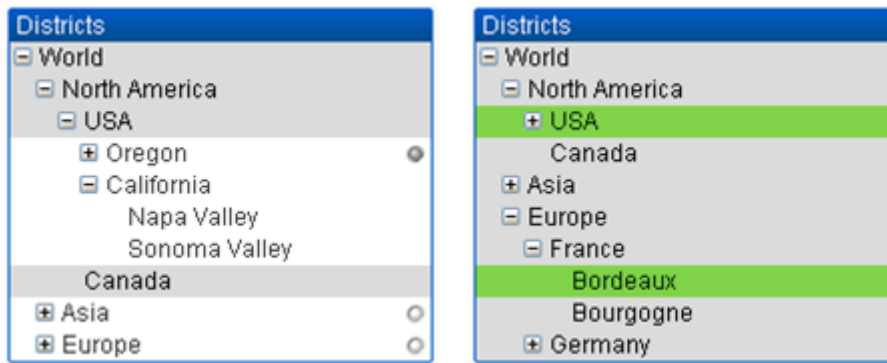 Districts
World
North America
USA
Oregon
California
Napa Valley
Sonoma Valley
Canada
Asia
Europe
Districts
World
North America
USA
Canada
Asia
Europe
France
Bordeaux
Bourgogne
Germany